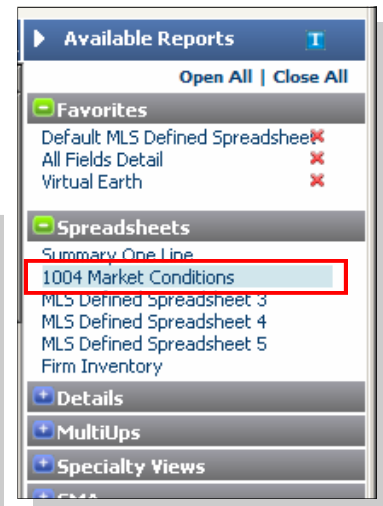 Available Reports T
Open All | Close All
Favorites
Default MLS Defined Spreadsheet
All Fields Detail
Virtual Earth
Spreadsheets
Summary One Line
1004 Market Conditions
MLS Defined Spreadsheet 3
MLS Defined Spreadsheet 4
MLS Defined Spreadsheet 5
Firm Inventory
Details
MultiUps
Specialty Views
CMA